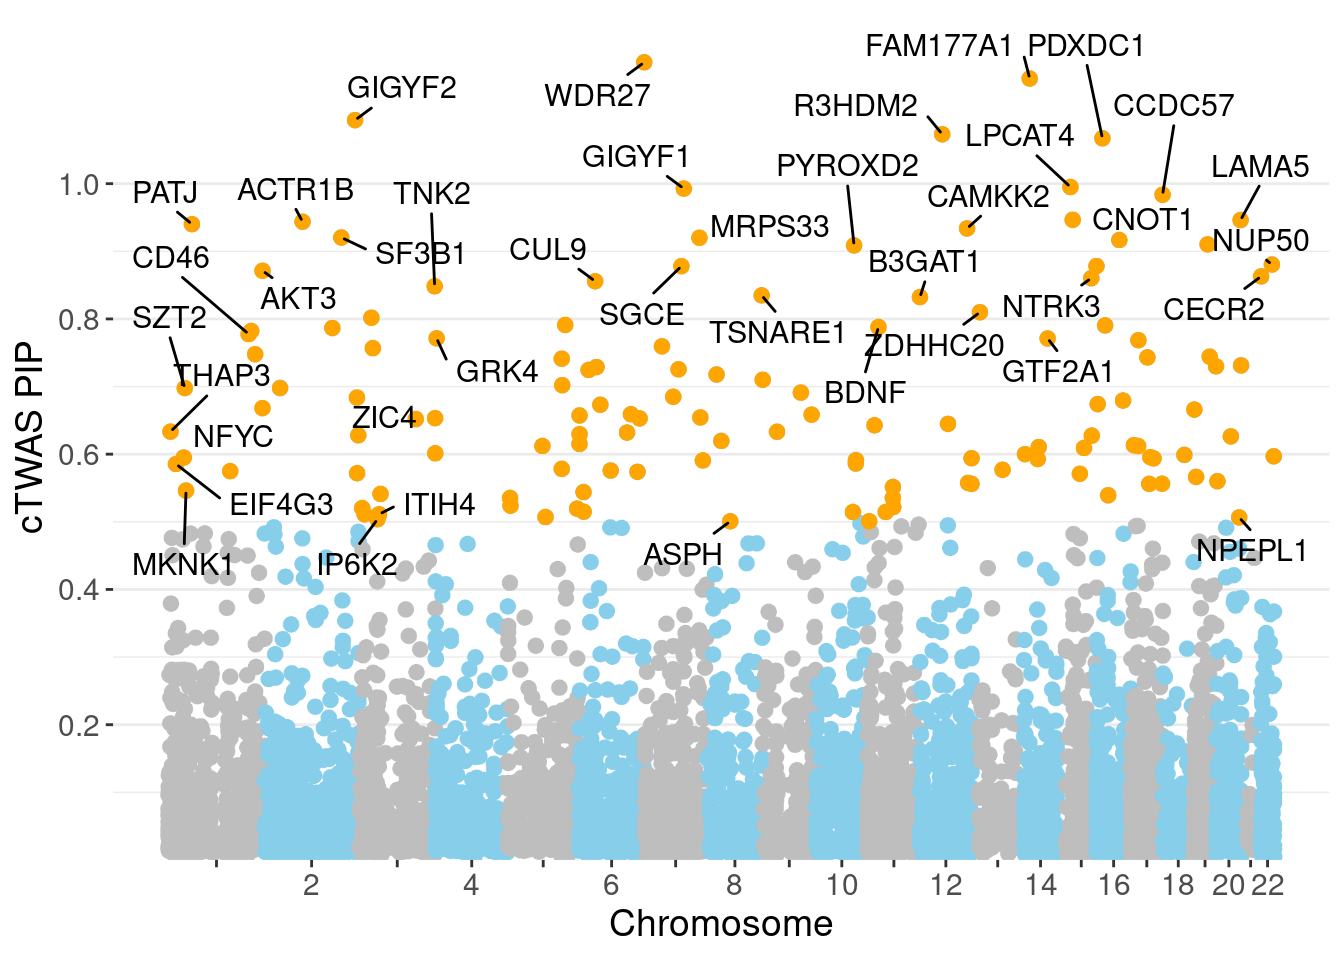 FAM177A1 PDXDC1
GIGYF2
WDR27
R3HDM2
CCDC57
LPCAT4
GIGYF1
PYROXD2
LAMA5
1.0
PATJ
ACTR1B
TNK2
CAMKK2
MRPS33
CNOT1
NUP50
CD46
SF3B1
CUL9
B3GAT1
AKT3
SGCE
NTRK3
CECR2
0.8
SZT2
TSNARE1
ZDHHC20
THAP3
GRK4
GTF2A1
BDNF
ZIC4
NFYC
0.6
EIF4G3
ITIH4
MKNK1
IP6K2
ASPH
NPEPL1
0.4
0.2
cTWAS PIP
2 4 6 8 10 12 14 16 18 20 22
Chromosome